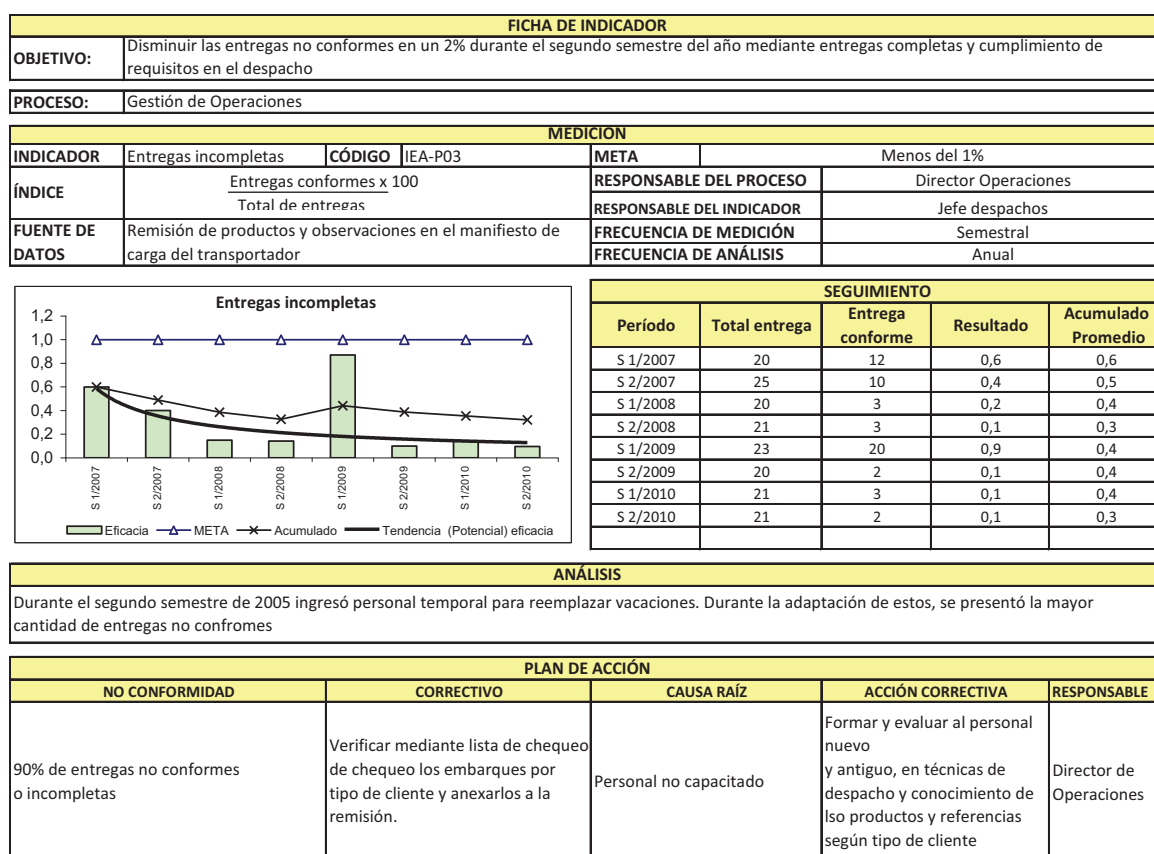 FICHA DE INDICADOR
OBJETIVO:
Disminuir las entregas no conformes en un 2% durante el segundo semestre del año mediante entregas completas y cumplimiento de
requisitos en el despacho
PROCESO: Gestión de Operaciones
MEDICIÓN
INDICADOR Entregas incompletas CÓDIGO IEA-P03 META Menos del 1%
ÍNDICE
Entregas conformes x 100
Total de entregas
RESPONSABLE DEL PROCESO Director Operaciones
RESPONSABLE DEL INDICADOR Jefe despachos
FUENTE DE
DATOS
Remisión de productos y observaciones en el manifiesto de
carga del transportador
FRECUENCIA DE MEDICIÓN Semestral
FRECUENCIA DE ANÁLISIS Anual
Entregas incompletas
1,2
1,0
0,8
0,6
0,4
0,2
0,0
S 1/2007
S 2/2007
S 1/2008
S 2/2008
S 1/2009
S 2/2009
S 1/2010
S 2/2010
Eficacia META Acumulado Tendencia (Potencial) eficacia
SEGUIMIENTO
Período Total entrega Entrega conforme Resultado Acumulado Promedio
S 1/2007 20 12 0,6 0,6
S 2/2007 25 10 0,4 0,5
S 1/2008 20 3 0,2 0,4
S 2/2008 21 3 0,1 0,3
S 1/2009 23 20 0,9 0,4
S 2/2009 20 2 0,1 0,4
S 1/2010 21 3 0,1 0,4
S 2/2010 21 2 0,1 0,3
ANÁLISIS
Durante el segundo semestre de 2005 ingresó personal temporal para reemplazar vacaciones. Durante la adaptación de estos, se presentó la mayor
cantidad de entregas no confromes
PLAN DE ACCIÓN
NO CONFORMIDAD CORRECTIVO CAUSA RAÍZ ACCIÓN CORRECTIVA RESPONSABLE
90% de entregas no conformes
o incompletas
Verificar mediante lista de chequeo
de chequeo los embarques por
tipo de cliente y anexarlos a la
remisión.
Personal no capacitado
Formar y evaluar al personal
nuevo
y antiguo, en técnicas de
despacho y conocimiento de
lso productos y referencias
según tipo de cliente
Director de
Operaciones